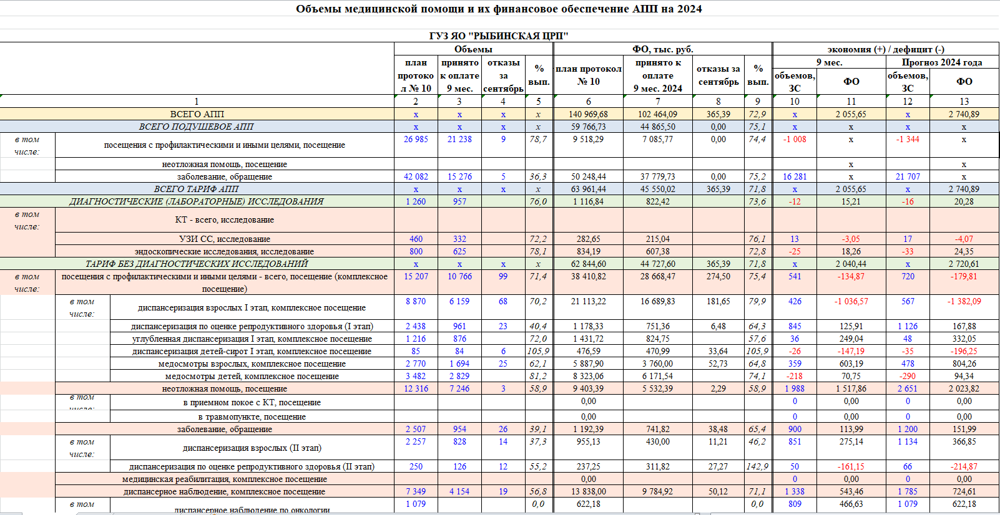 Объемы медицинской помощи и их финансовое обеспечение АПП на 2024
ГУЗ ЯО "РЫБИНСКАЯ ЦРП"
Объемы ФО, тыс. руб. экономия (+) / дефицит (-)
план протоко л № 10 принято к оплате 9 мес. отказы за сентябрь % вып. план протокол № 10 принято к оплате 9 мес. 2024 отказы за сентябрь % вып. 9 мес. Прогноз 2024 года
объемов, ЗС ФО объемов, ЗС ФО
1 2 3 4 5 6 7 8 9 10 11 12 13
ВСЕГО АПП х х х х 140 969,68 102 464,09 365,39 72,9 х 2 055,65 х 2 740,89
ВСЕГО ПОДУШЕВОЕ АПП х х х х 59 766,73 44 865,50 0,00 75,1 х х х х
в том числе: посещения с профилактическими и иными целями, посещение 26 985 21 238 9 78,7 9 518,29 7 085,77 0,00 74,4 -1 008 х -1 344 х
неотложная помощь, посещение х х
заболевание, обращение 42 082 15 276 5 36,3 50 248,44 37 779,73 0,00 75,2 16 281 х 21 707 х
ВСЕГО ТАРИФ АПП х х х х 63 961,44 45 550,02 365,39 71,8 х 2 055,65 х 2 740,89
ДИАГНОСТИЧЕСКИЕ (ЛАБОРАТОРНЫЕ) ИССЛЕДОВАНИЯ 1 260 957 76,0 1 116,84 822,42 73,6 -12 15,21 -16 20,28
в том числе: КТ - всего, исследование
УЗИ СС, исследование 460 332 72,2 282,65 215,04 76,1 13 -3,05 17 -4,07
эндоскопические исследования, исследование 800 625 78,1 834,19 607,38 72,8 -25 18,26 -33 24,35
ТАРИФ БЕЗ ДИАГНОСТИЧЕСКИХ ИССЛЕДОВАНИЙ х х х х 62 844,60 44 727,60 365,39 71,8 х 2 040,44 х 2 720,61
в том числе: посещения с профилактическими и иными целями - всего, посещение (комплексное посещение) 15 207 10 766 99 71,4 38 410,82 28 668,47 274,50 75,4 541 -134,87 720 -179,81
в том числе: диспансеризация взрослых I этап, комплексное посещение 8 870 6 159 68 70,2 21 113,22 16 689,83 181,65 79,9 426 -1 036,57 567 -1 382,09
диспансеризация по оценке репродуктивного здоровья (I этап) 2 438 961 23 40,4 1 178,33 751,36 6,48 64,3 845 125,91 1 126 167,88
углубленная диспансеризация I этап, комплексное посещение 1 216 876 72,0 1 431,72 824,75 57,6 36 249,04 48 332,05
диспансеризация детей-сирот I этап, комплексное посещение 85 84 6 105,9 476,59 470,99 33,64 105,9 -26 -147,19 -35 -196,25
медосмотры взрослых, комплексное посещение 2 770 1 694 25 62,1 5 887,90 3 760,00 52,73 64,8 359 603,19 478 804,26
медосмотры детей, комплексное посещение 3 482 2 829 81,2 8 323,06 6 171,54 74,1 -218 70,75 -290 94,34
неотложная помощь, посещение 12 316 7 246 3 58,9 9 403,39 5 532,39 2,29 58,9 1 988 1 517,86 2 651 2 023,82
в том числе: в приемном покое с КТ, посещение 0,00 0 0,00 0 0,00
в травмопункте, посещение 0,00 0 0,00 0 0,00
заболевание, обращение 2 507 954 26 39,1 1 192,39 741,82 38,48 65,4 900 113,99 1 200 151,99
в том числе: диспансеризация взрослых (II этап) 2 257 828 14 37,3 955,13 430,00 11,21 46,2 851 275,14 1 134 366,85
диспансеризация по оценке репродуктивного здоровья (II этап) 250 126 12 55,2 237,25 311,82 27,27 142,9 50 -161,15 66 -214,87
медицинская реабилитация, комплексное посещение 0,00 0 0,00 0 0,00
диспансерное наблюдение, комплексное посещение 7 349 4 154 19 56,8 13 838,00 9 784,92 50,12 71,1 1 338 543,46 1 785 724,61
в том диспансерное наблюдение по онкологии 1 079 0,0 622,18 0,0 809 466,63 1 079 622,18